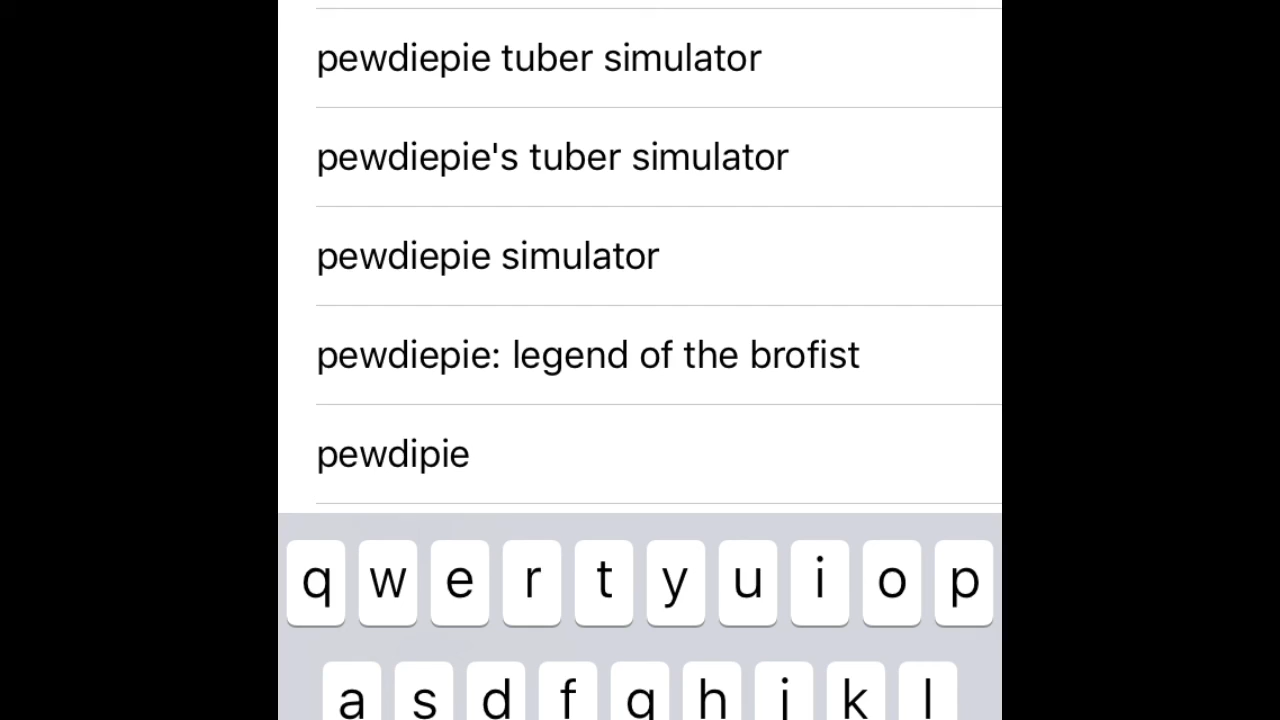 pewdiepie tuber simulator
pewdiepie's tuber simulator
pewdiepie simulator
pewdiepie: legend of the brofist
pewdipie
q w e r t y u i o p
a s d f g h j k l